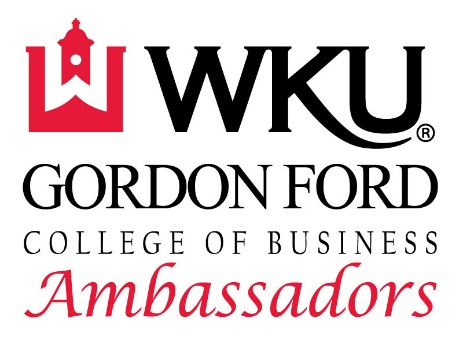 WKU®
GORDON FORD
COLLEGE OF BUSINESS
Ambassadors